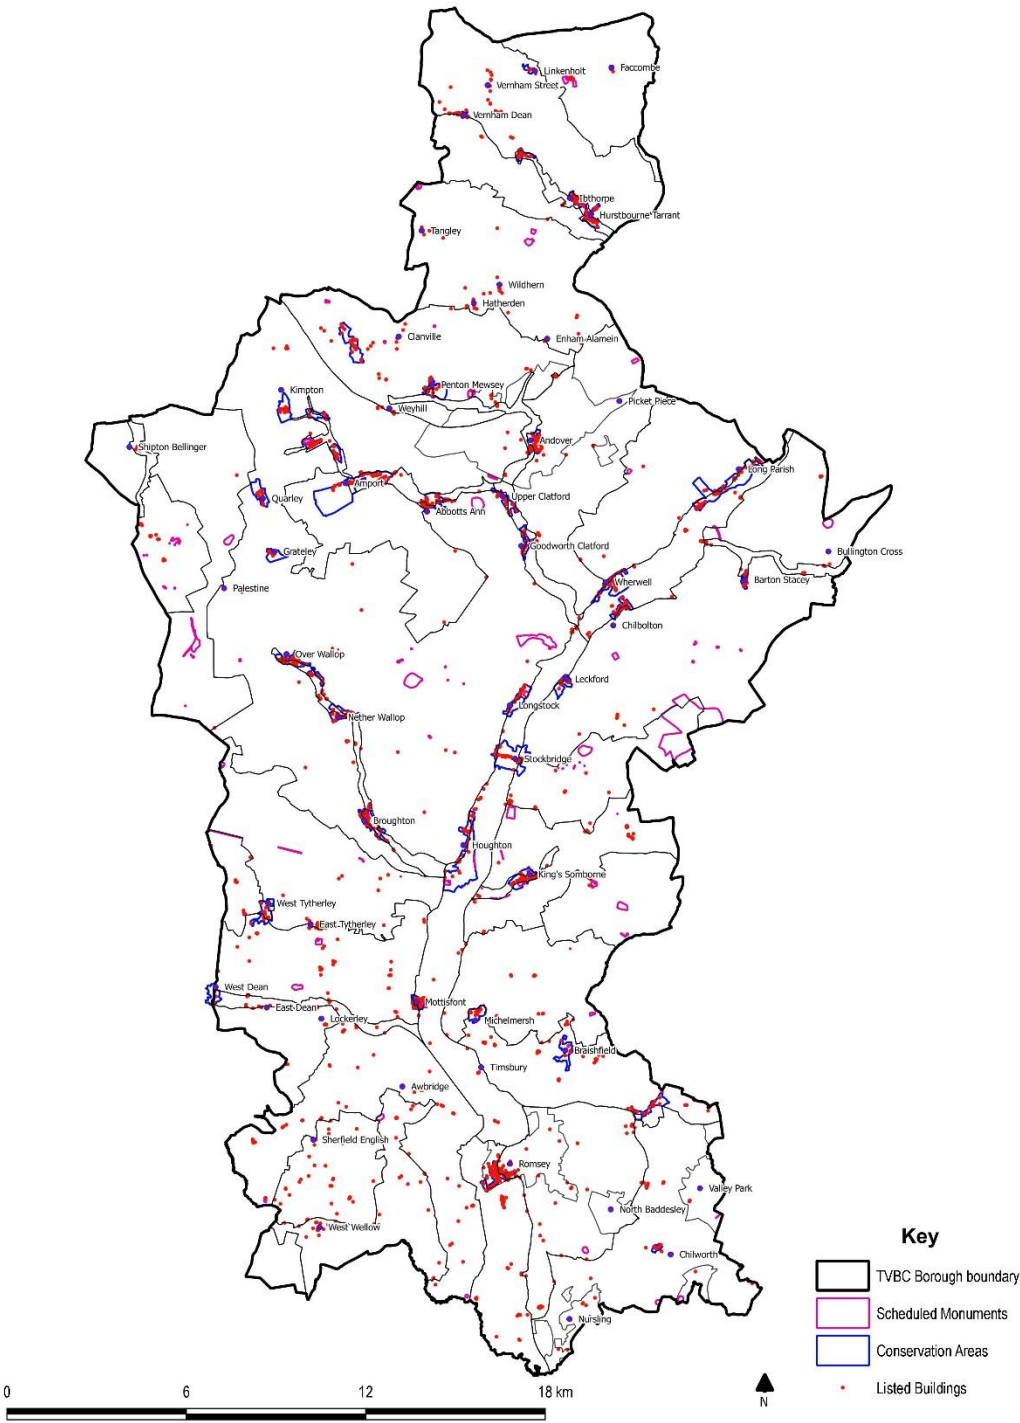 Linkenholt
Faccombe
Vernham Street
Vernham Dean
Ibthorpe
Hurstbourne Tarrant
Tangley
Wildhern
Hatherden
Clanville
Enham-Alamein
Penton Mewsey
Kimpton
Picket Piece
Weyhill
Andover
Shipton Bellinger
Long Parish
Amport
Quarley
Upper Clatford
Abbotts Ann
Goodworth Clatford
Grateley
Bullington Cross
Barton Stacey
Wherwell
Palestine
Chilbolton
Over Wallop
Leckford
Longstock
Nether Wallop
Stockbridge
Broughton
Houghton
King's Somborne
West Tytherley
East-Tytherley
West Dean
Mottisfont
East-Dean
Lockerley
Michelmersh
Braishfield
Timsbury
Awbridge
Sherfield English
Romsey
Valley Park
North Baddesley
West Wellow
Chilworth
Nursling
Key
TVBC Borough boundary
Scheduled Monuments
Conservation Areas
Listed Buildings
0 6 12 18 km
N